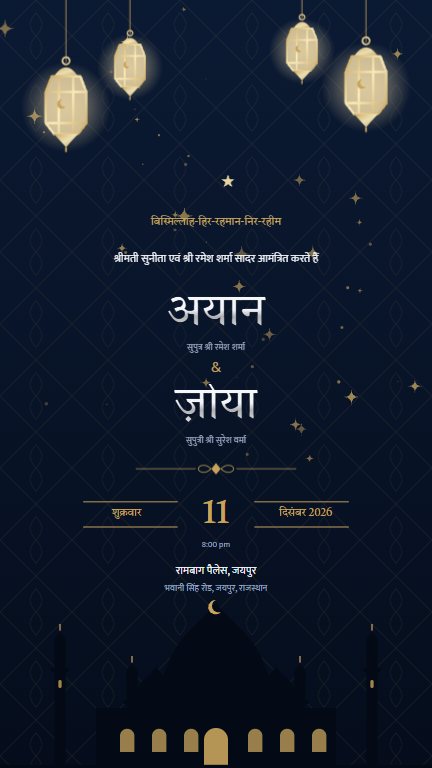 बिस्मिल्लाह-हिर-रहमान-निर-रहीम
श्रीमती सुनीता एवं श्री रमेश शर्मा सादर आमंत्रित करते हैं
अयान
सुपुत्र श्री रमेश शर्मा
&
ज़ोया
सुपुत्री श्री सुरेश वर्मा
शुक्रवार 11 दिसंबर 2026
8:00 pm
रामबाग पैलेस, जयपुर
भवानी सिंह रोड, जयपुर, राजस्थान